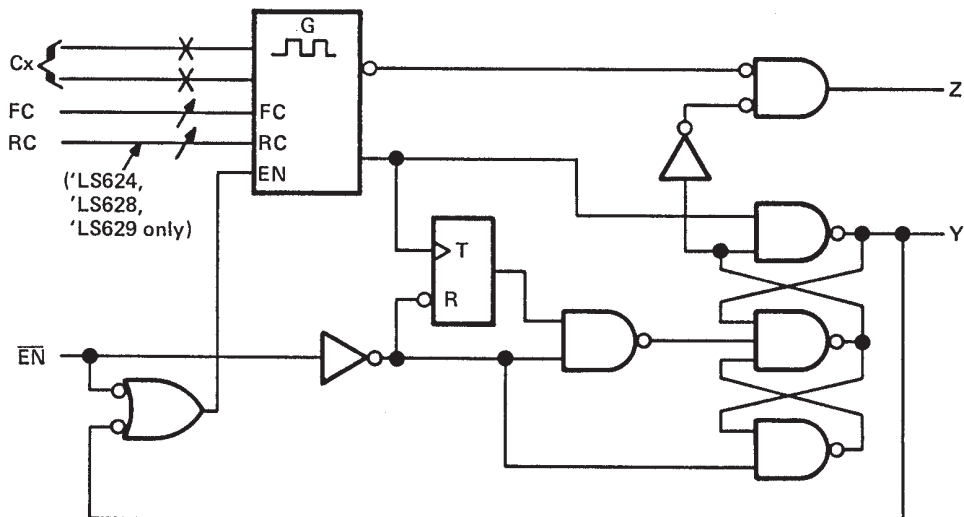 G
Cx
FC
FC
RC
RC
EN
('LS624,
'LS628,
'LS629 only)
Z
T
R
Y
EN